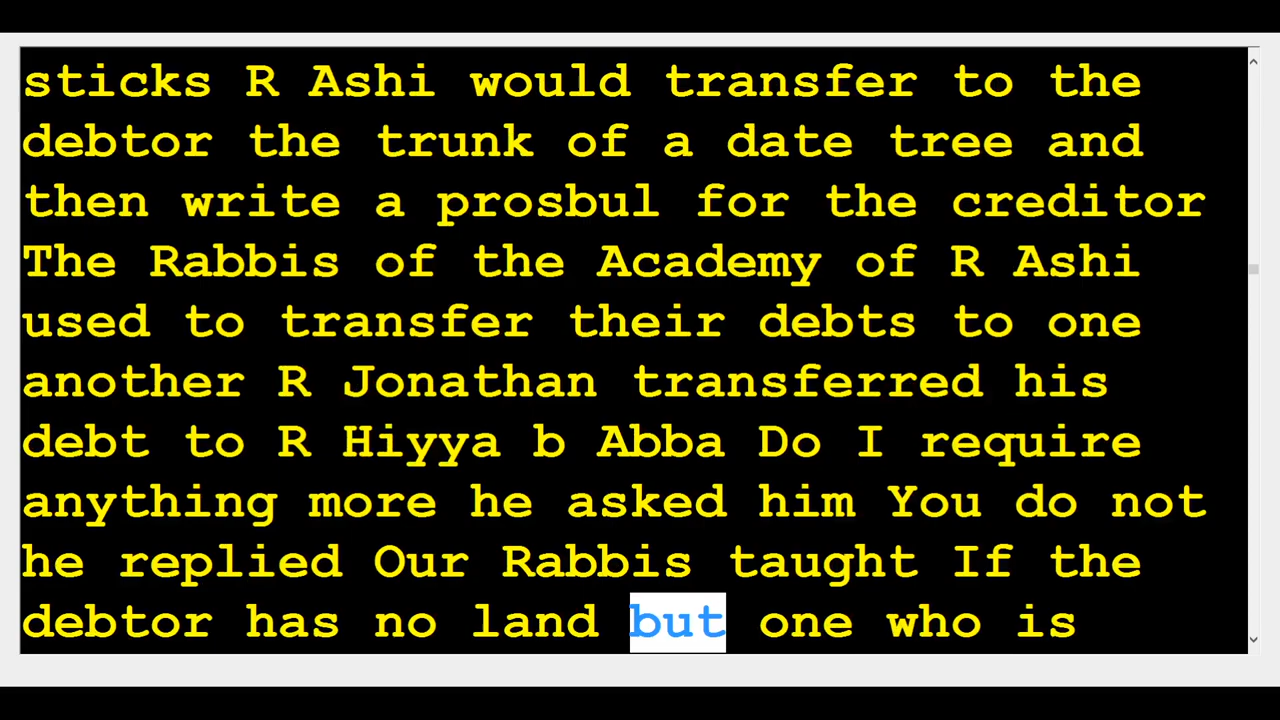 sticks R Ashi would transfer to the
debtor the trunk of a date tree and
then write a prosbul for the creditor
The Rabbis of the Academy of R Ashi
used to transfer their debts to one
another R Jonathan transferred his
debt to R Hiyya b Abba Do I require
anything more he asked him You do not
he replied Our Rabbis taught If the
debtor has no land but one who is